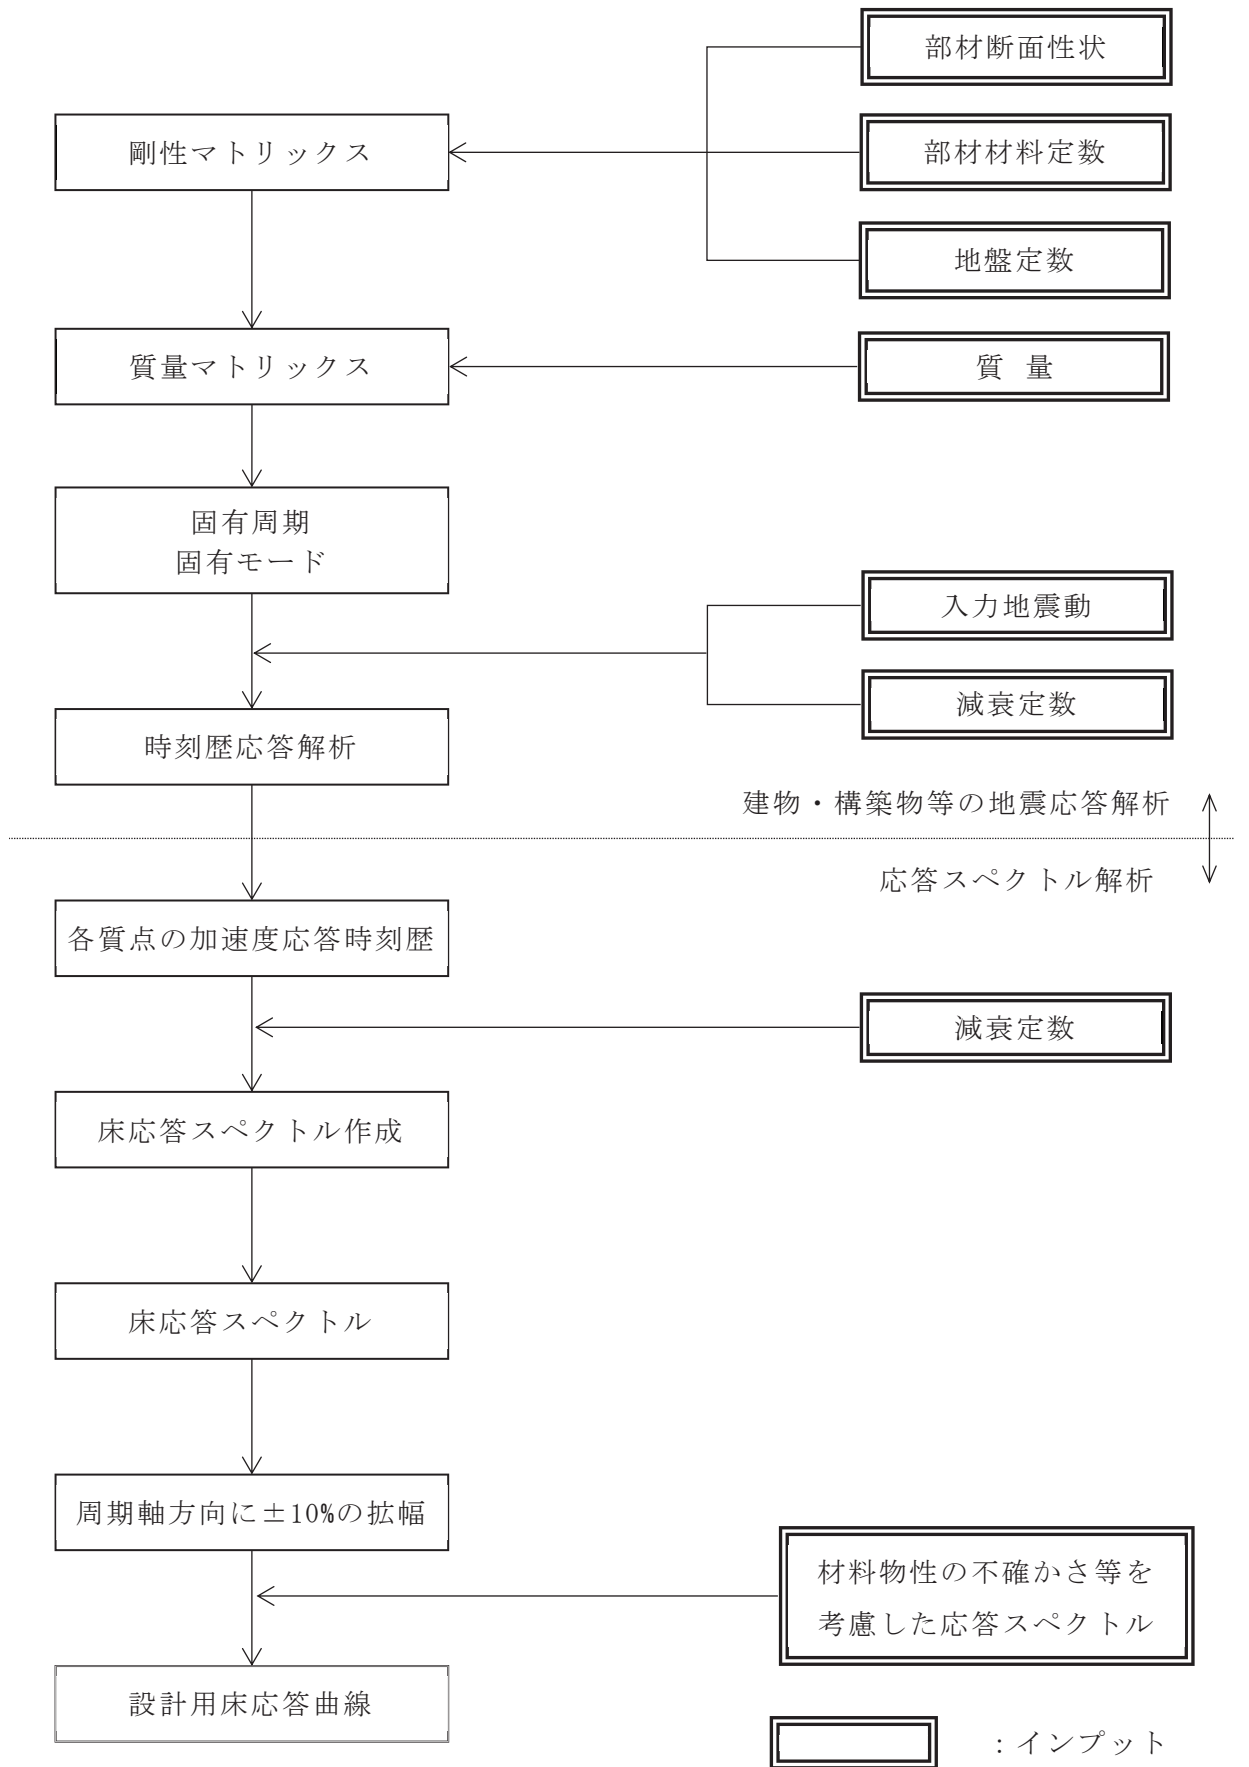 部材断面性状
剛性マトリックス
部材材料定数
地盤定数
質量マトリックス
質 量
固有周期
固有モード
入力地震動
減衰定数
時刻歴応答解析
建物・構築物等の地震応答解析
応答スペクトル解析
各質点の加速度応答時刻歴
減衰定数
床応答スペクトル作成
床応答スペクトル
周期軸方向に±10%の拡幅
材料物性の不確かさ等を
考慮した応答スペクトル
設計用床応答曲線
：インプット